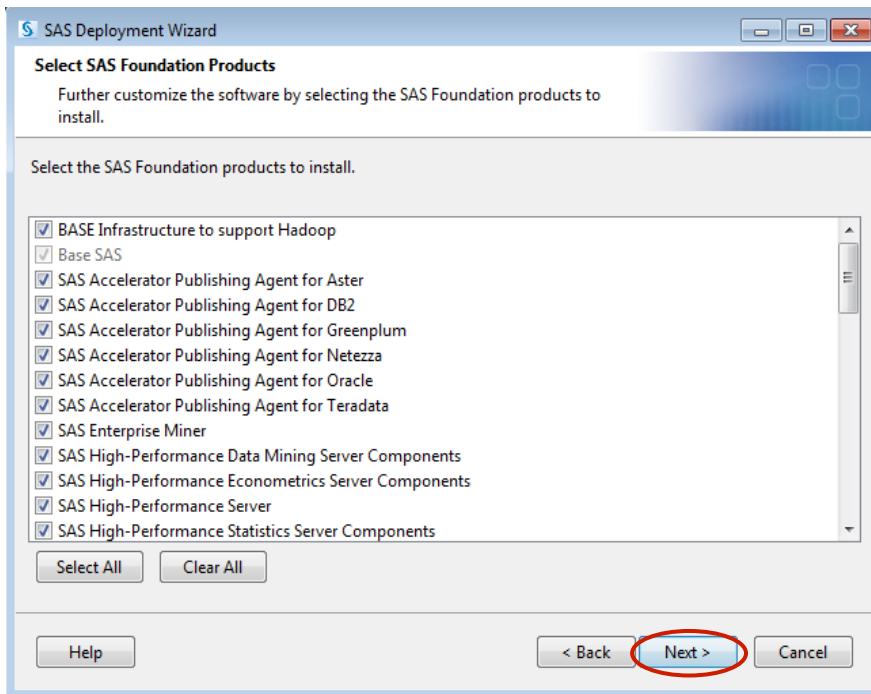 SAS Deployment Wizard
Select SAS Foundation Products
Further customize the software by selecting the SAS Foundation products to
install.
Select the SAS Foundation products to install.
BASE Infrastructure to support Hadoop
Base SAS
SAS Accelerator Publishing Agent for Aster
SAS Accelerator Publishing Agent for DB2
SAS Accelerator Publishing Agent for Greenplum
SAS Accelerator Publishing Agent for Netezza
SAS Accelerator Publishing Agent for Oracle
SAS Accelerator Publishing Agent for Teradata
SAS Enterprise Miner
SAS High-Performance Data Mining Server Components
SAS High-Performance Econometrics Server Components
SAS High-Performance Server
SAS High-Performance Statistics Server Components
Select All Clear All
Help < Back Next > Cancel